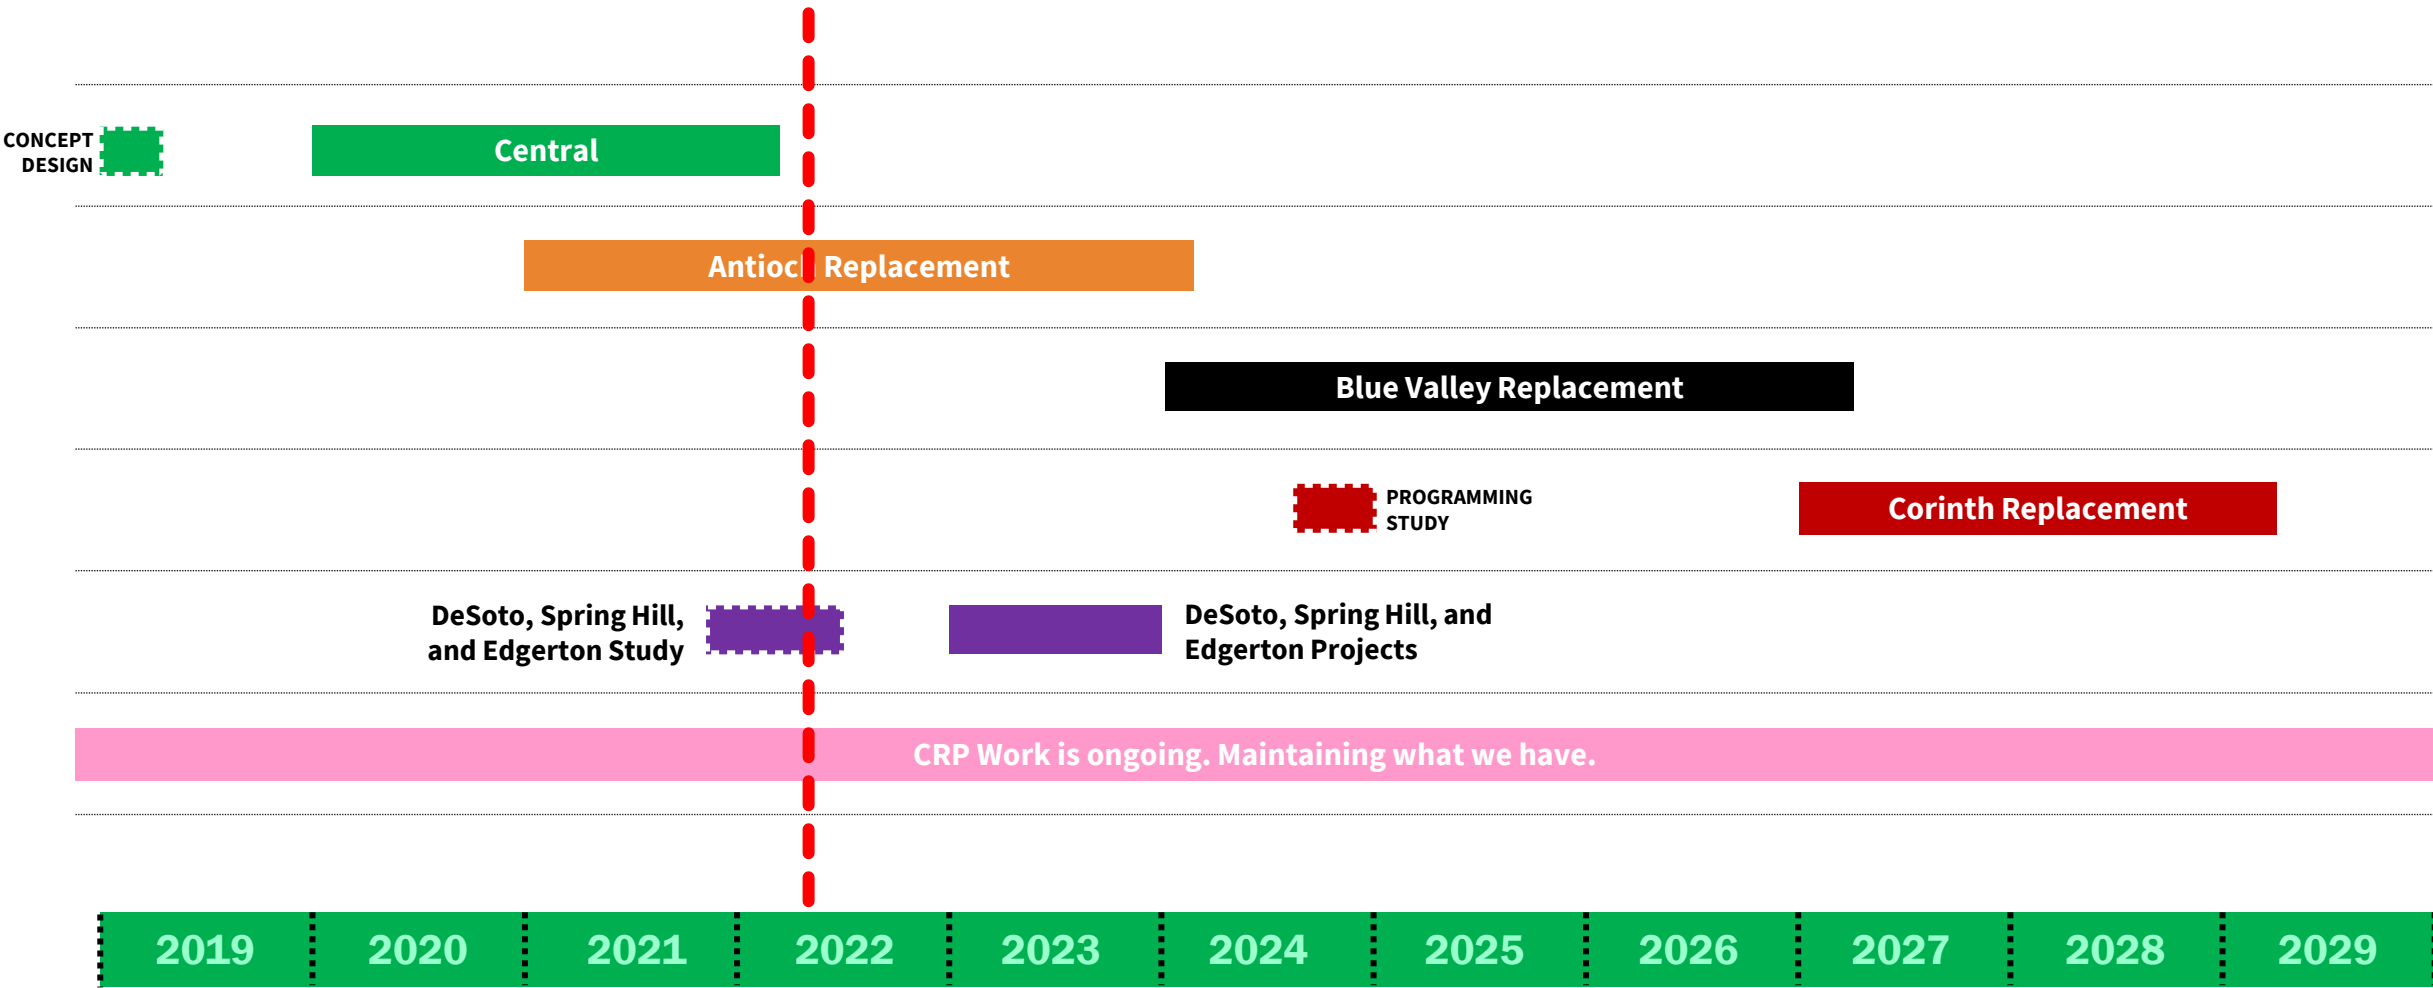 CONCEPT
DESIGN
Central
Antioch Replacement
Blue Valley Replacement
PROGRAMMING
STUDY
Corinth Replacement
DeSoto, Spring Hill,
and Edgerton Study
DeSoto, Spring Hill, and
Edgerton Projects
CRP Work is ongoing. Maintaining what we have.
2019 2020 2021 2022 2023 2024 2025 2026 2027 2028 2029